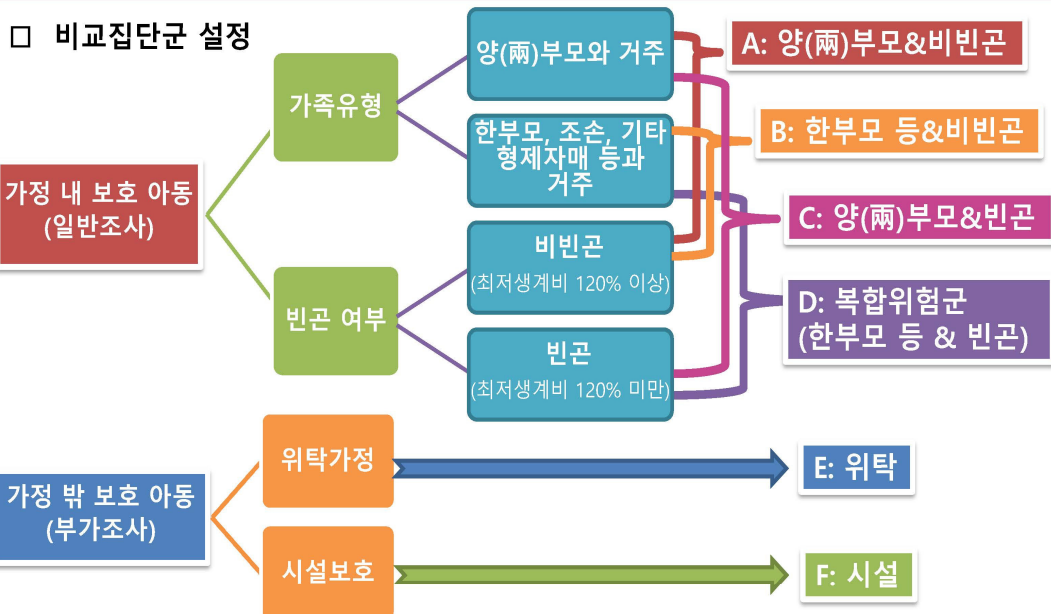 □ 비교집단군 설정
가정 내 보호 아동
(일반조사)
가족유형
빈곤 여부
양(兩)부모와 거주
한부모, 조손, 기타
형제자매 등과
거주
비빈곤
(최저생계비 120% 이상)
빈곤
(최저생계비 120% 미만)
A: 양(兩)부모&비빈곤
B: 한부모 등&비빈곤
C: 양(兩)부모&빈곤
D: 복합위험군
(한부모 등 & 빈곤)
가정 밖 보호 아동
(부가조사)
위탁가정
시설보호
E: 위탁
F: 시설